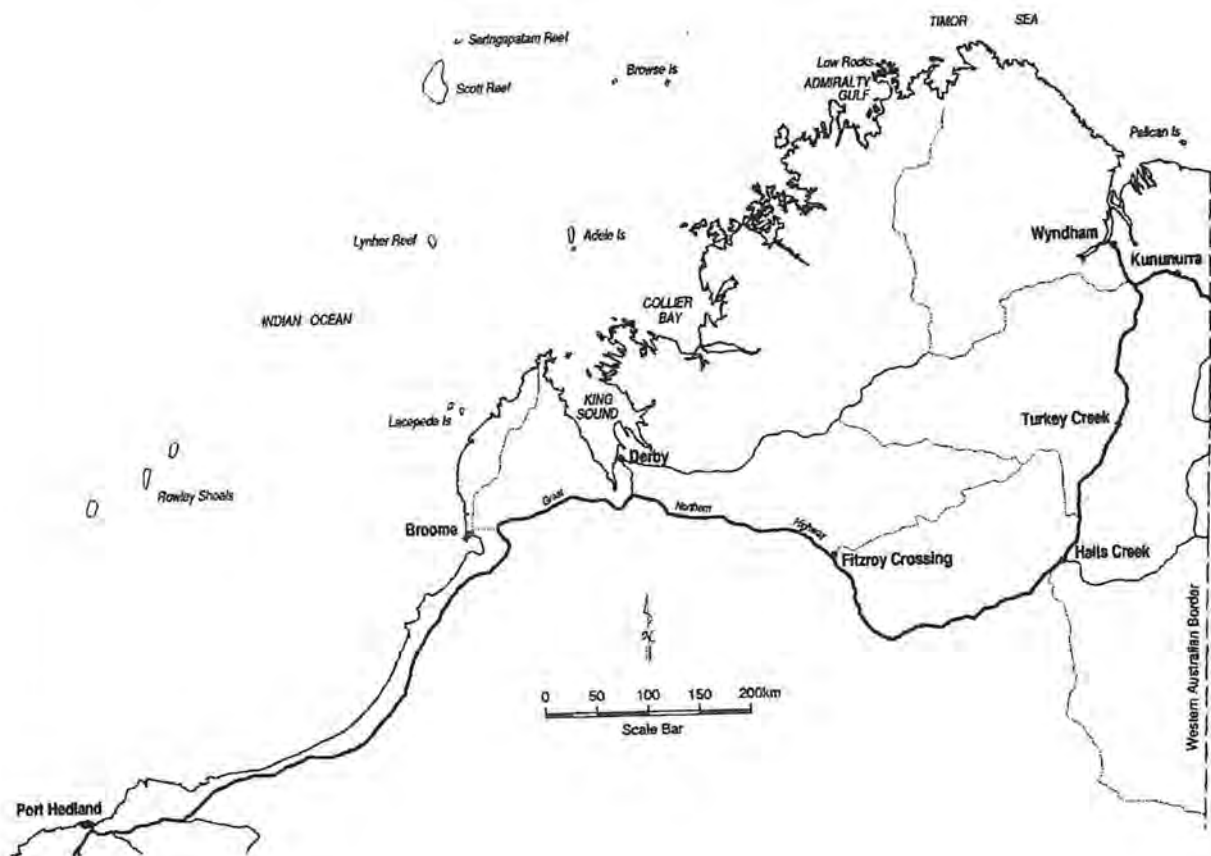 TIMOR SEA
Seringapatam Reef
Scott Reef
Browse Is
Low Rocks
ADMIRALTY
GULF
Pelican Is
Lynher Reef
Adele Is
Wyndham
Kununurra
COLLIER
BAY
INDIAN OCEAN
KING
SOUND
Lacepede Is
Turkey Creek
Derby
Rowley Shoals
Great Northern Highway
Broome
Fitzroy Crossing
Halls Creek
N
0 50 100 150 200km
Scale Bar
Western Australian Border
Port Hedland